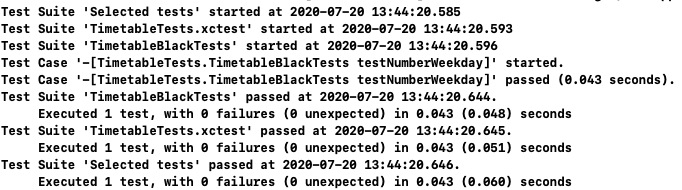 Test Suite 'Selected tests' started at 2020-07-20 13:44:20.585
Test Suite 'TimetableTests.xctest' started at 2020-07-20 13:44:20.593
Test Suite 'TimetableBlackTests' started at 2020-07-20 13:44:20.596
Test Case '-[TimetableTests.TimetableBlackTests testNumberWeekday]' started.
Test Case '-[TimetableTests.TimetableBlackTests testNumberWeekday]' passed (0.043 seconds).
Test Suite 'TimetableBlackTests' passed at 2020-07-20 13:44:20.644.
Executed 1 test, with 0 failures (0 unexpected) in 0.043 (0.048) seconds
Test Suite 'TimetableTests.xctest' passed at 2020-07-20 13:44:20.645.
Executed 1 test, with 0 failures (0 unexpected) in 0.043 (0.051) seconds
Test Suite 'Selected tests' passed at 2020-07-20 13:44:20.646.
Executed 1 test, with 0 failures (0 unexpected) in 0.043 (0.060) seconds